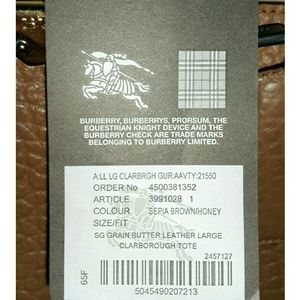 BURBERRY, BURBERRYS, PRORSUM, THE
EQUESTRIAN KNIGHT DEVICE AND THE
BURBERRY CHECK ARE TRADE MARKS
BELONGING TO BURBERRY LIMITED.
A:LL LG CLARBRGH GUR:AAVTY:21550
ORDER No 4500381352
ARTICLE 3991028 1
COLOUR SEPIA BROWN/HONEY
SIZE/FIT
SG GRAIN BUTTER LEATHER LARGE
CLARBOROUGH TOTE
2457127
65F
5045490207213